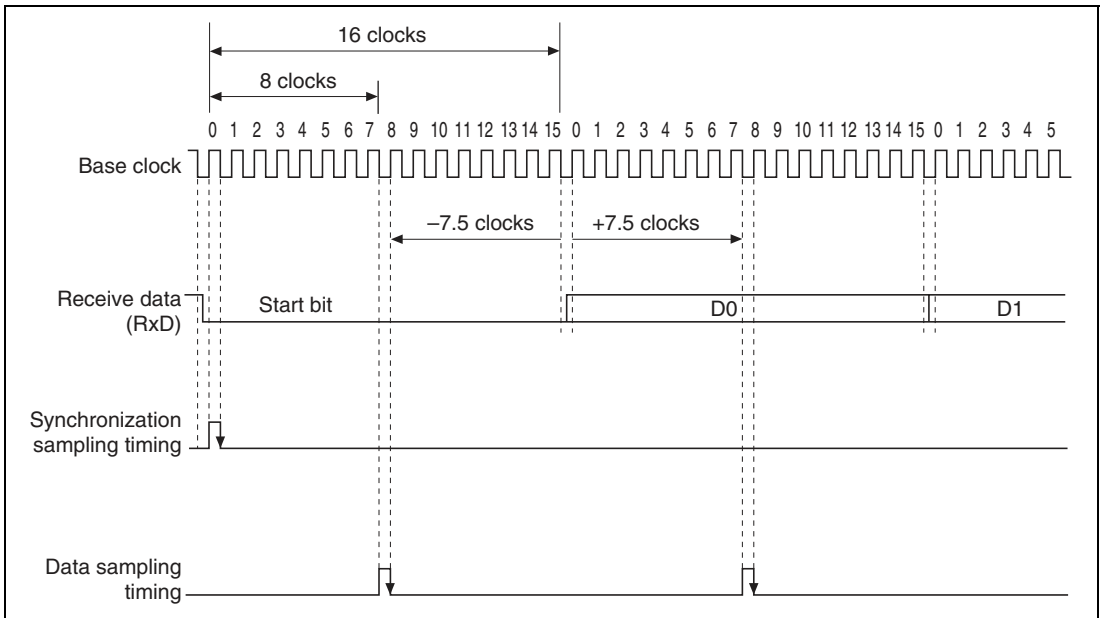 16 clocks
8 clocks
0 1 2 3 4 5 6 7 8 9 10 11 12 13 14 15 0 1 2 3 4 5 6 7 8 9 10 11 12 13 14 15 0 1 2 3 4 5
Base clock
–7.5 clocks +7.5 clocks
Receive data
(RxD)
Start bit D0 D1
Synchronization
sampling timing
Data sampling
timing